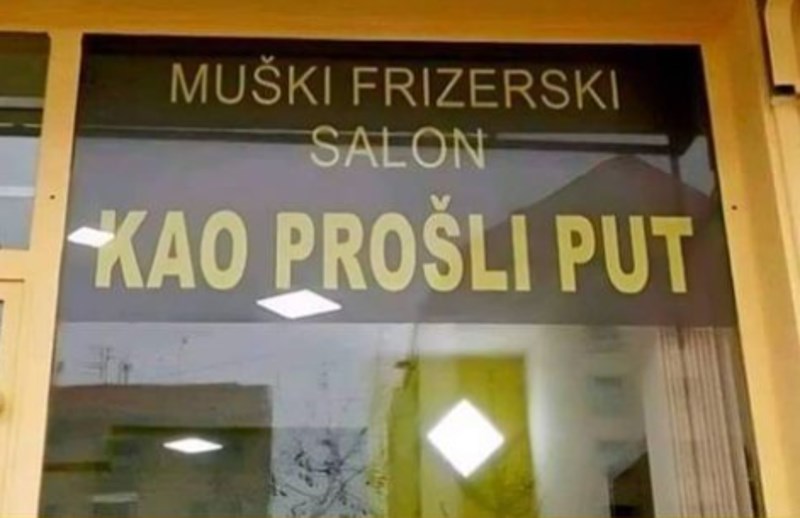 MUŠKI FRIZERSKI
SALON
KAO PROŠLI PUT